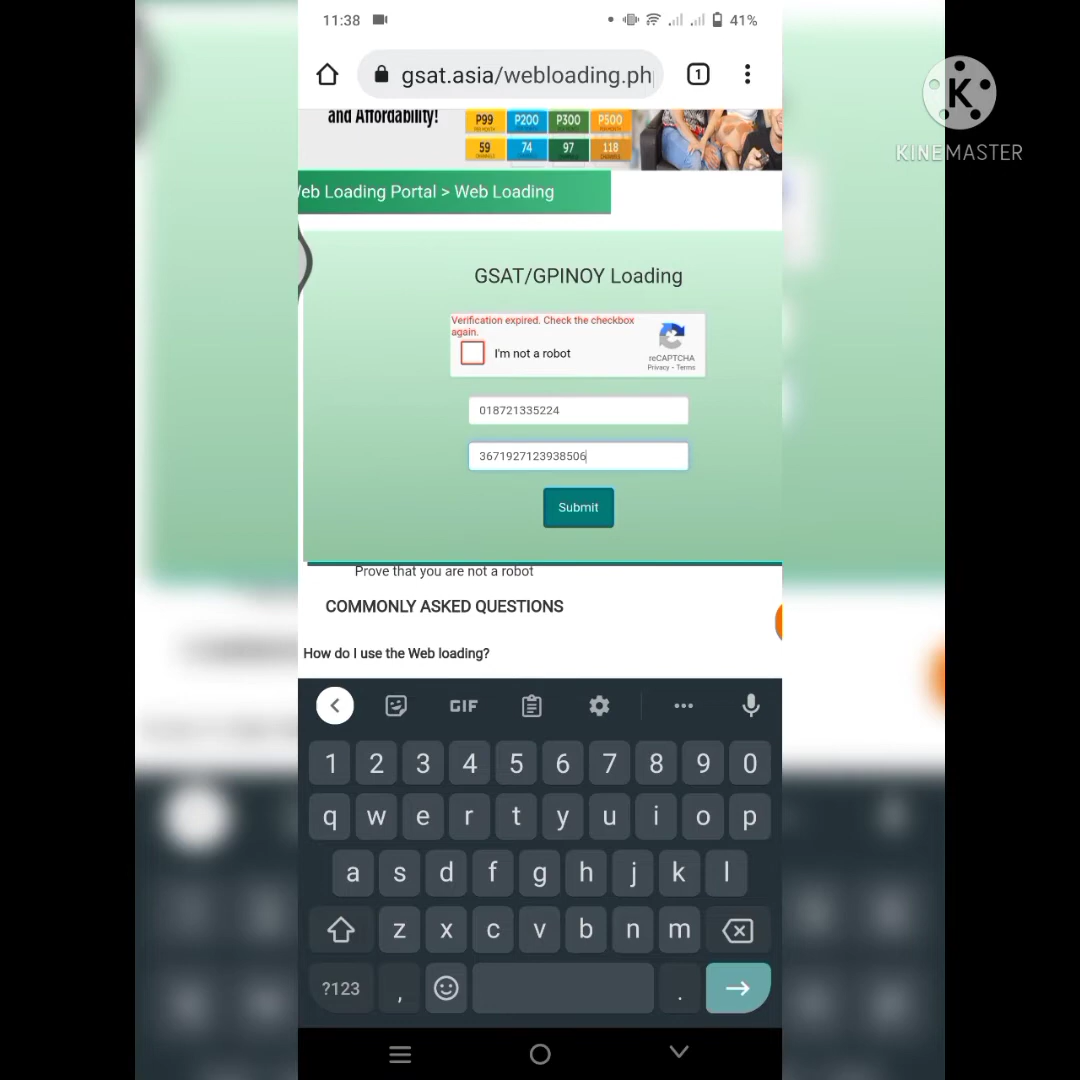 11:38
41%
gsat.asia/webloading.ph
1
KINEMASTER
K
and Affordability!
P99 P200 P300 P500
59 74 97 118
eb Loading Portal > Web Loading
GSAT/GPINOY Loading
Verification expired. Check the checkbox
again.
I'm not a robot
reCAPTCHA
Privacy - Terms
018721335224
3671927123938506
Submit
Prove that you are not a robot
COMMONLY ASKED QUESTIONS
How do I use the Web loading?
GIF
1 2 3 4 5 6 7 8 9 0
q w e r t y u i o p
a s d f g h j k l
z x c v b n m
?123 , .